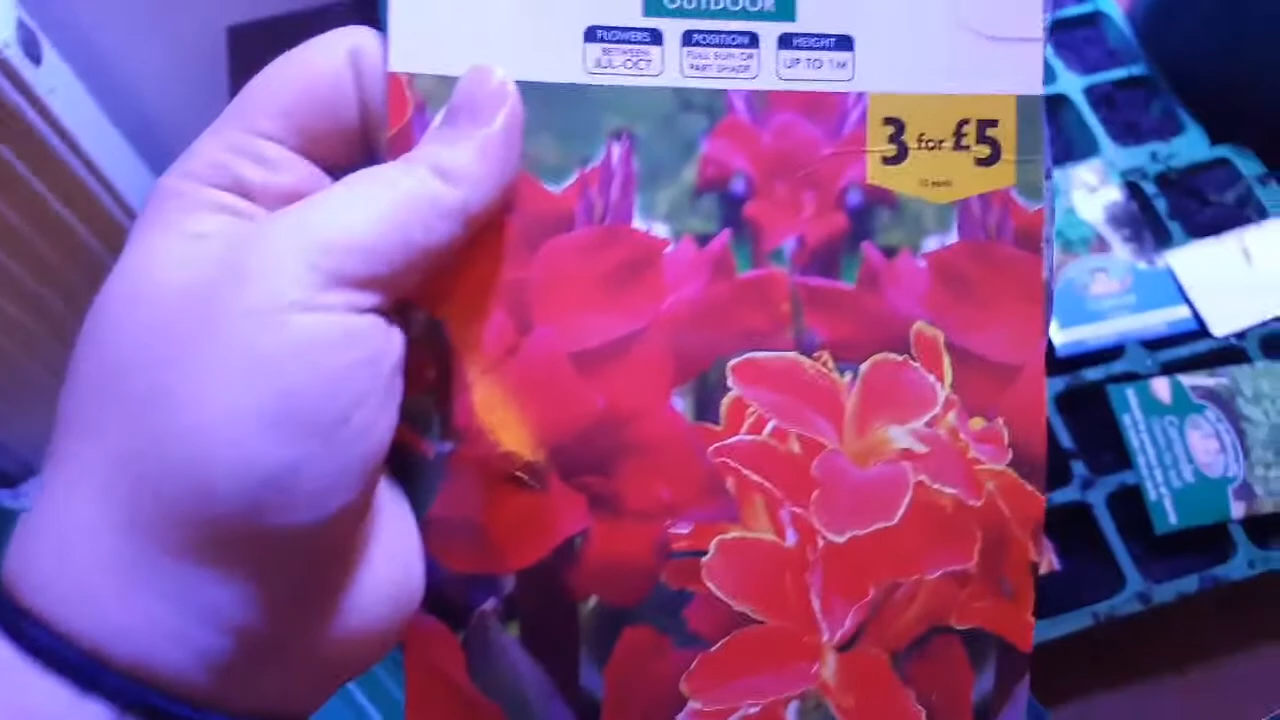 OUTDOOR
FLOWERS
BETWEEN
JUL-OCT
POSITION
FULL SUN OR
PART SHADE
HEIGHT
UP TO 1M
3 for £5